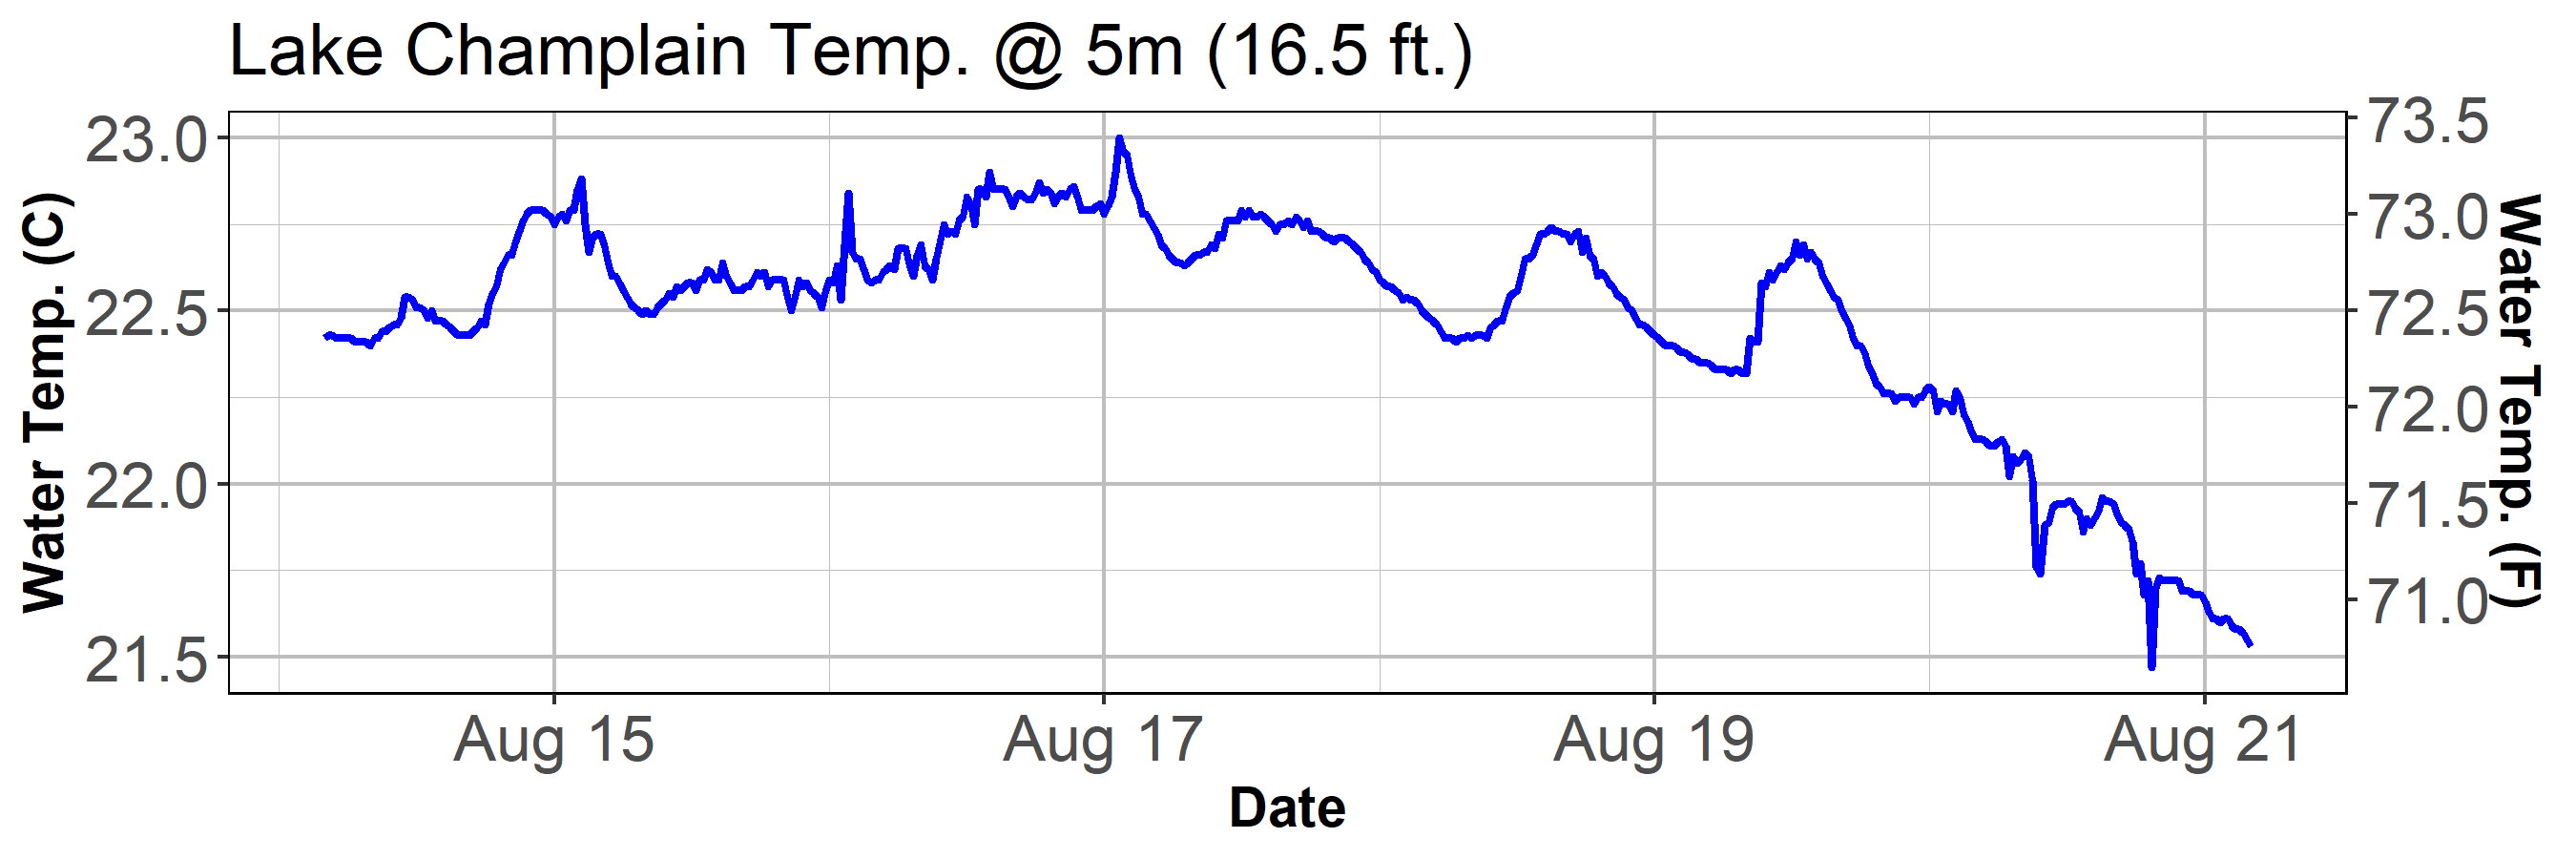 Lake Champlain Temp. @ 5m (16.5 ft.)
Water Temp. (C)
23.0
22.5
22.0
21.5
73.5
73.0
72.5
72.0
71.5
71.0
Water Temp. (F)
Aug 15
Aug 17
Aug 19
Aug 21
Date